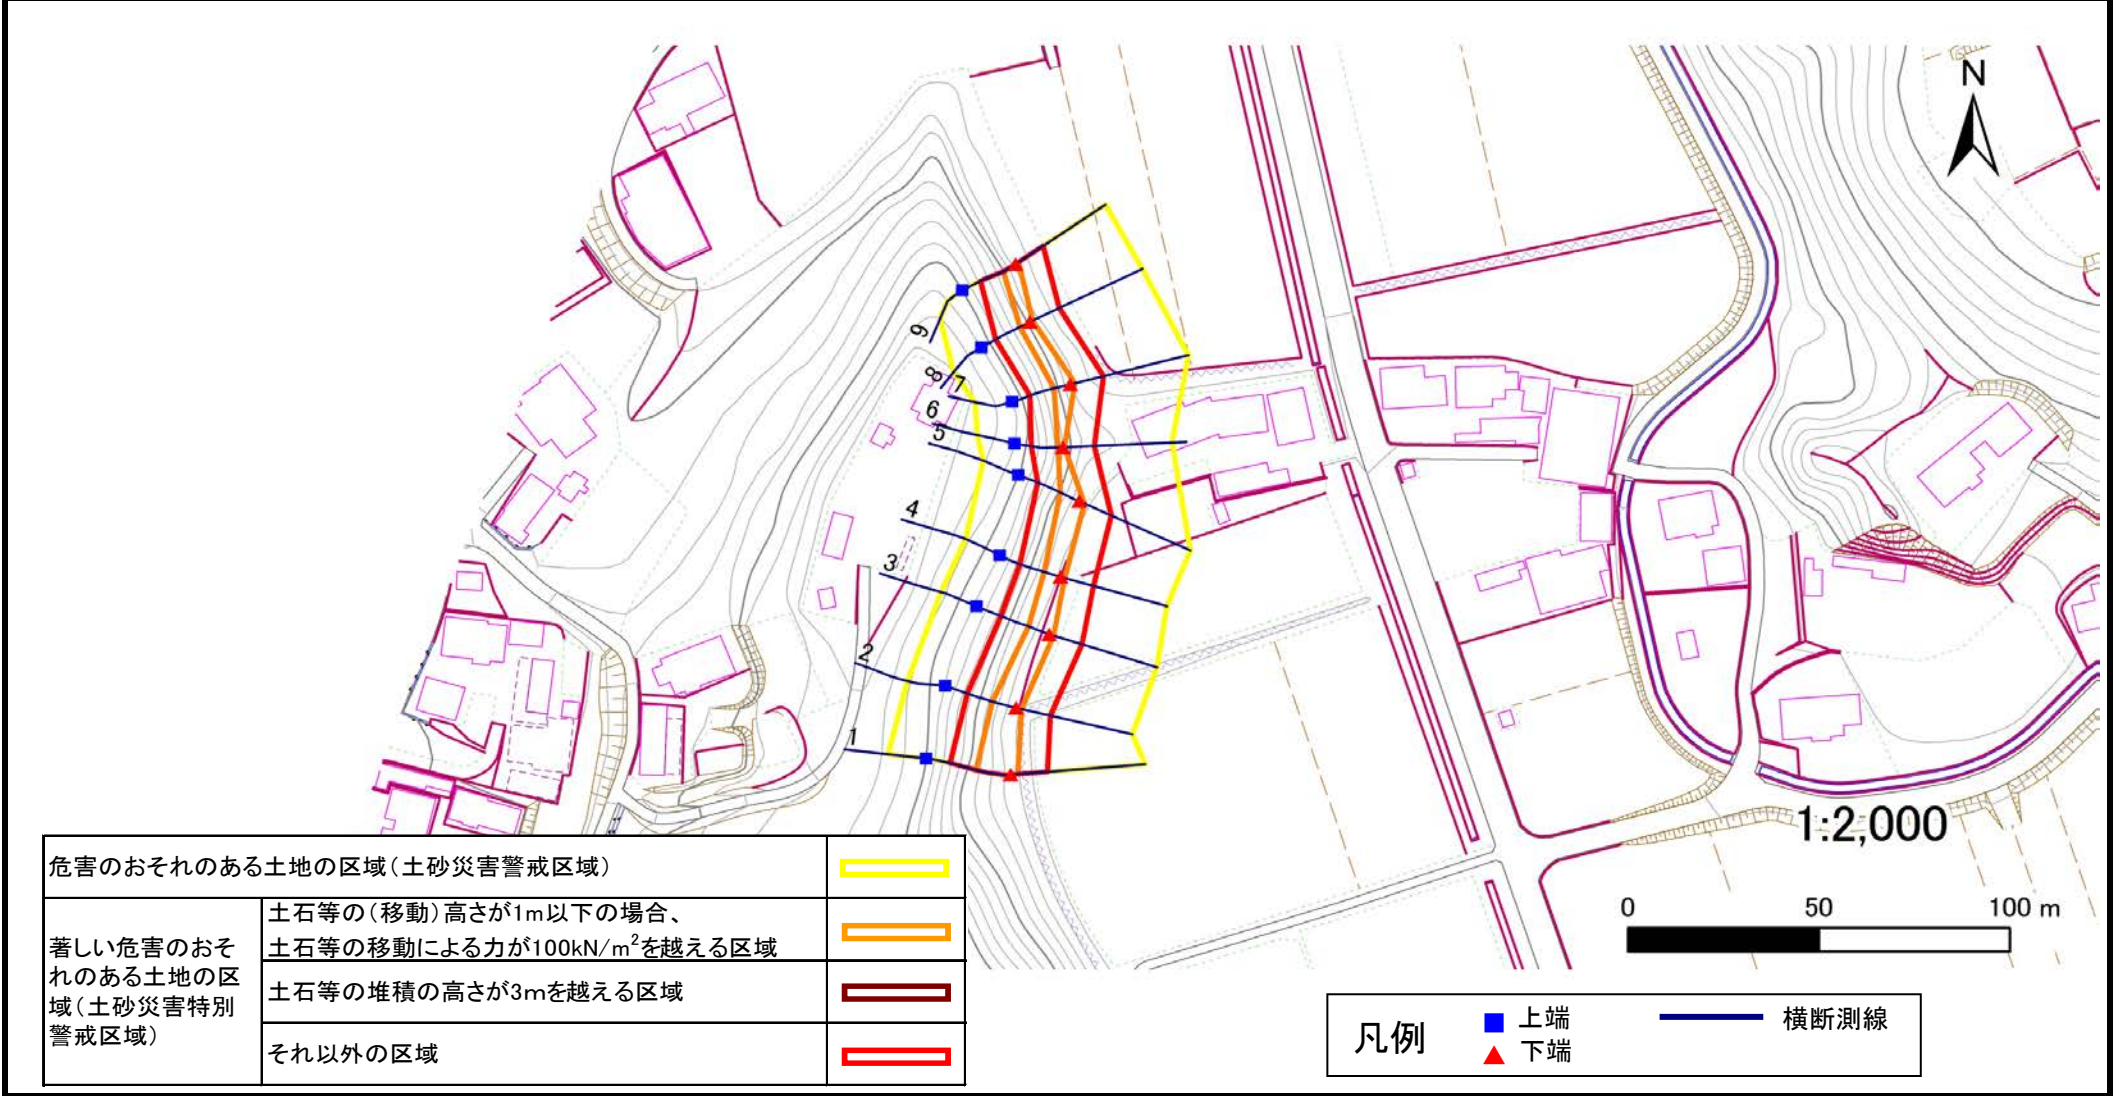 N
9
8
7
6
5
4
3
2
1
1:2,000
0 50 100 m
危害のおそれのある土地の区域(土砂災害警戒区域)
著しい危害のおそ
れのある土地の区
域(土砂災害特別
警戒区域)
土石等の(移動)高さが1m以下の場合、
土石等の移動による力が100kN/m²を越える区域
土石等の堆積の高さが3mを越える区域
それ以外の区域
凡例
上端
下端
横断測線